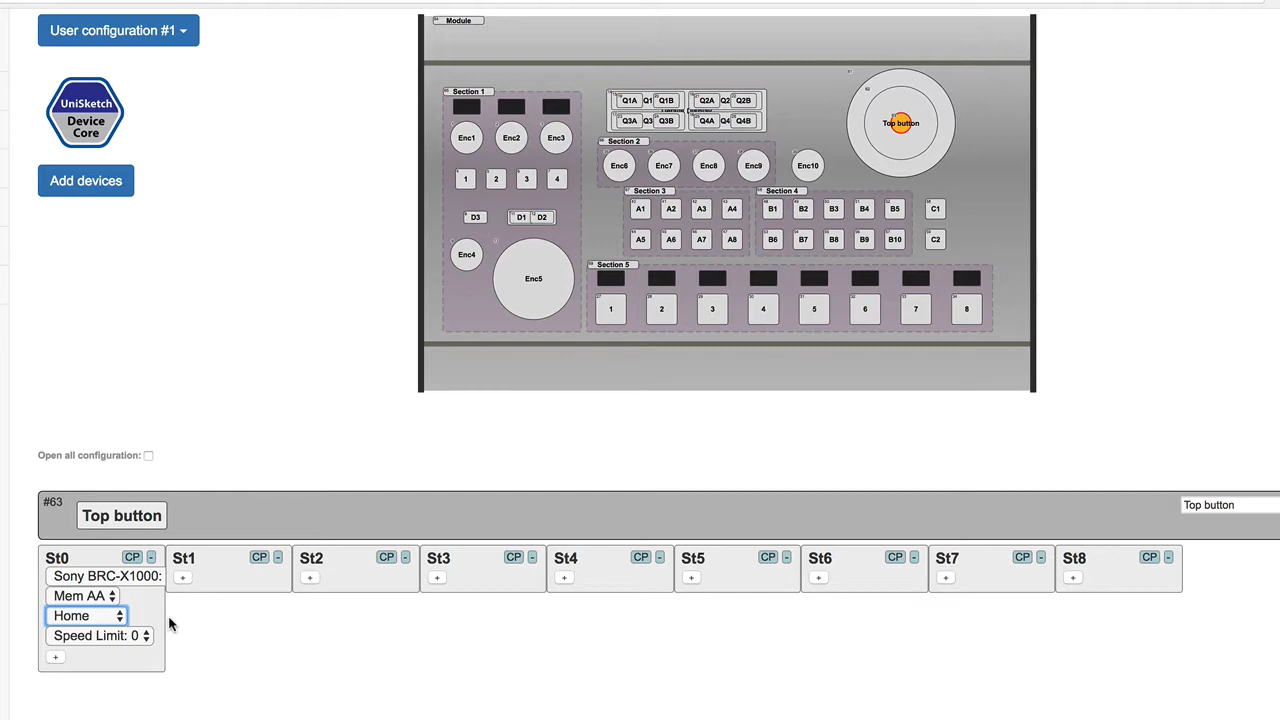 User configuration #1
UniSketch
Device
Core
Add devices
Module
Section 1
Enc1 Enc2 Enc3
1 2 3 4
D3 D1 D2
Enc4 Enc5
Q1A Q1 Q1B Q2A Q2 Q2B
Q3A Q3 Q3B Q4A Q4 Q4B
Section 2
Enc6 Enc7 Enc8 Enc9 Enc10
Section 3
A1 A2 A3 A4
A5 A6 A7 A8
Section 4
B1 B2 B3 B4 B5 C1
B6 B7 B8 B9 B10 C2
Section 5
1 2 3 4 5 6 7 8
Top button
Open all configuration:
#63
Top button
Top button
St0 CP - St1 CP - St2 CP - St3 CP - St4 CP - St5 CP - St6 CP - St7 CP - St8 CP -
Sony BRC-X1000: + + + + + + + +
Mem AA
Home
Speed Limit: 0
+